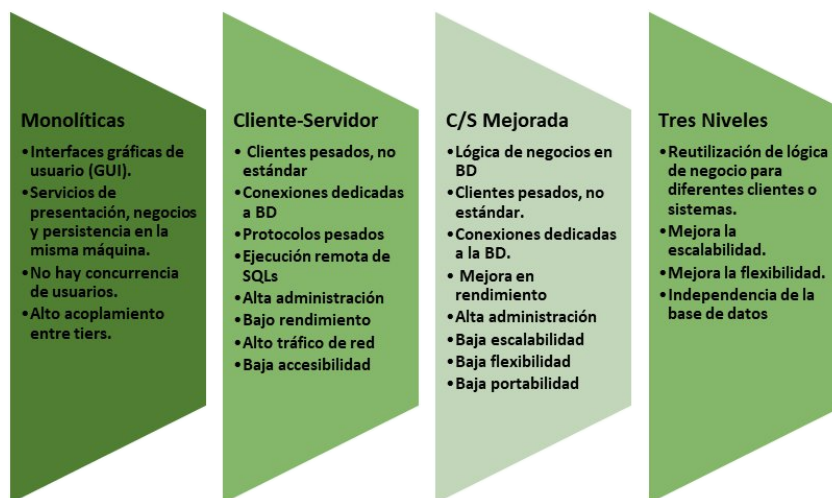 Monolíticas
•Interfaces gráficas de
usuario (GUI).
•Servicios de
presentación, negocios
y persistencia en la
misma máquina.
•No hay concurrencia
de usuarios.
•Alto acoplamiento
entre tiers.
Cliente-Servidor
• Clientes pesados, no
estándar
•Conexiones dedicadas
a BD
•Protocolos pesados
•Ejecución remota de
SQLs
•Alta administración
•Bajo rendimiento
•Alto tráfico de red
•Baja accesibilidad
C/S Mejorada
•Lógica de negocios en
BD
•Clientes pesados, no
estándar.
•Conexiones dedicadas
a la BD.
• Mejora en
rendimiento
•Alta administración
•Baja escalabilidad
•Baja flexibilidad
•Baja portabilidad
Tres Niveles
•Reutilización de lógica
de negocio para
diferentes clientes o
sistemas.
•Mejora la
escalabilidad.
•Mejora la flexibilidad.
•Independencia de la
base de datos